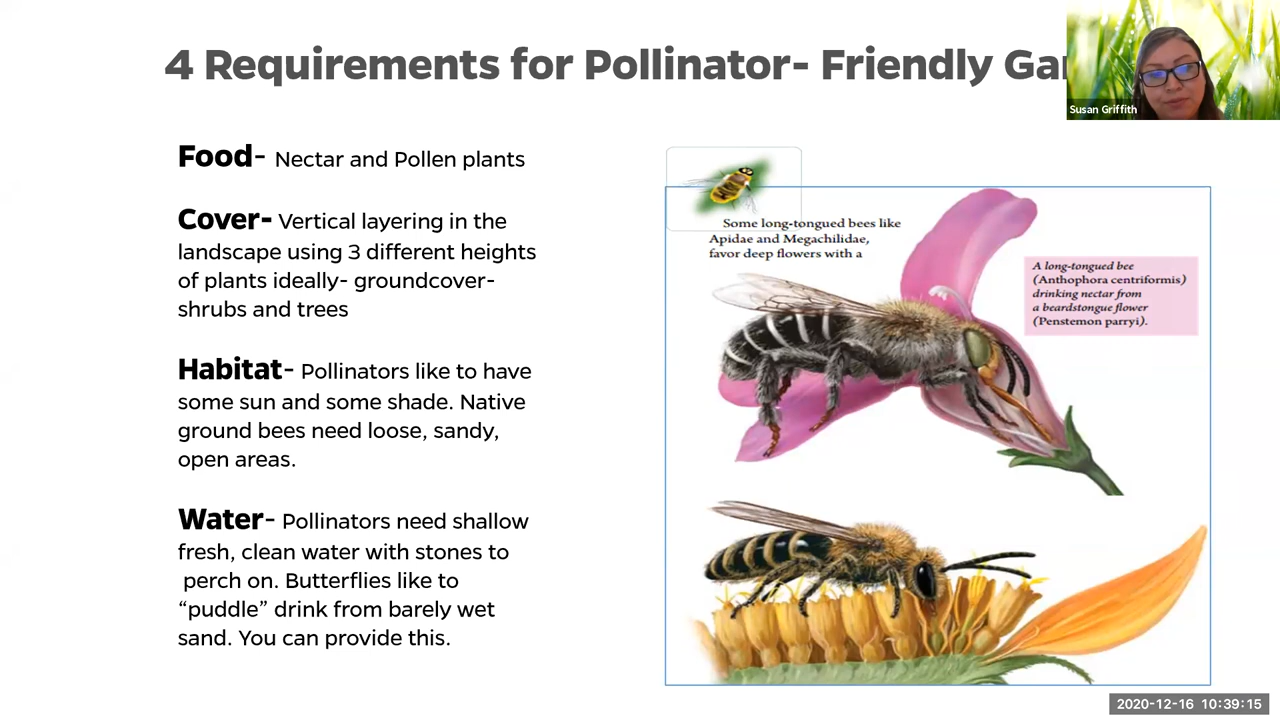 4 Requirements for Pollinator- Friendly
Susan Griffith
Food- Nectar and Pollen plants
Cover- Vertical layering in the
landscape using 3 different heights
of plants ideally- groundcover-
shrubs and trees
Habitat- Pollinators like to have
some sun and some shade. Native
ground bees need loose, sandy,
open areas.
Water- Pollinators need shallow
fresh, clean water with stones to
perch on. Butterflies like to
“puddle” drink from barely wet
sand. You can provide this.
Some long-tongued bees like
Apidae and Megachilidae,
favor deep flowers with a
A long-tongued bee
(Anthophora centriformis)
drinking nectar from
a beardstongue flower
(Penstemon parryi).
2020-12-16 10:39:15